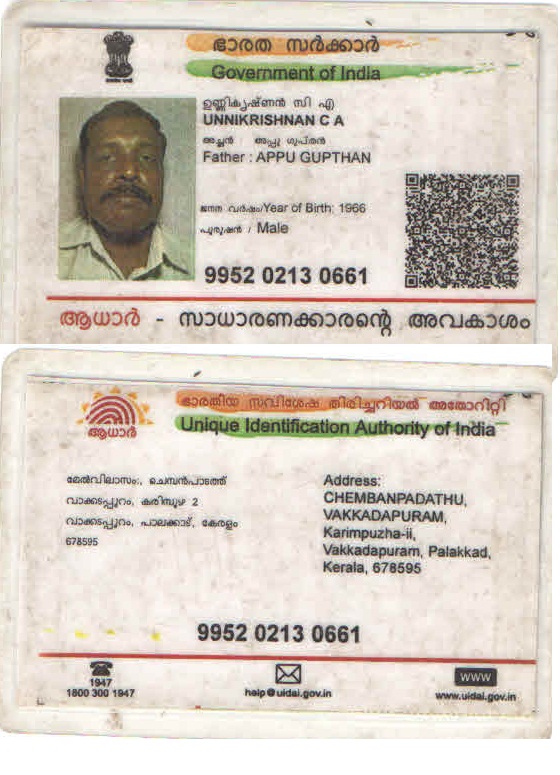 ഭാരത സർക്കാർ
Government of India
ഉണ്ണികൃഷ്ണൻ സി എ
UNNIKRISHNAN C A
അച്ഛൻ : അപ്പു ഗുപ്തൻ
Father : APPU GUPTHAN
ജനന വർഷം/Year of Birth: 1966
പുരുഷൻ / Male
9952 0213 0661
ആധാർ - സാധാരണക്കാരന്റെ അവകാശം
ഭാരതിയ സവിശേഷ തിരിച്ചറിയൽ അതോറിറ്റി
Unique Identification Authority of India
ആധാർ
മേൽവിലാസം:, ചെമ്പൻപാടത്ത്
വാക്കടപ്പുറം, കരിമ്പുഴ 2
വാക്കടപ്പുറം, പാലക്കാട്, കേരളം
678595
Address:
CHEMBANPADATHU,
VAKKADAPURAM,
Karimpuzha-ii,
Vakkadapuram, Palakkad,
Kerala, 678595
9952 0213 0661
1947
1800 300 1947
help@uidai.gov.in
www
www.uidai.gov.in